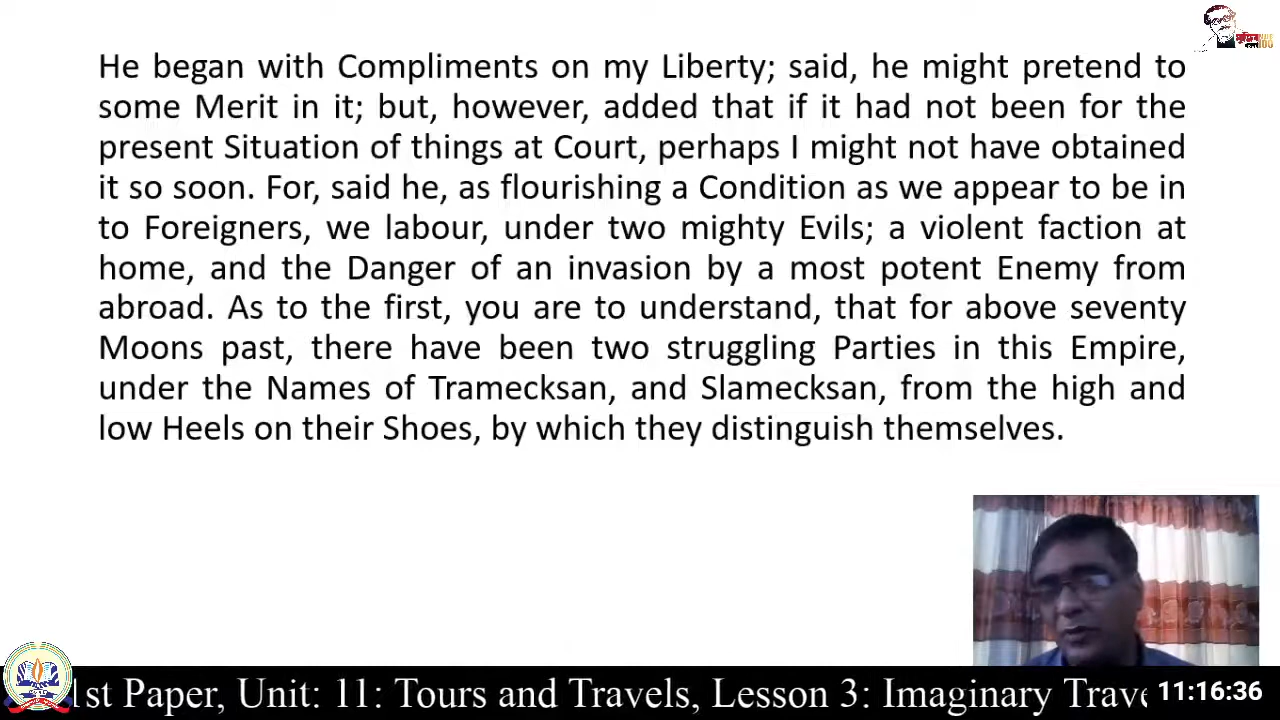 He began with Compliments on my Liberty; said, he might pretend to
some Merit in it; but, however, added that if it had not been for the
present Situation of things at Court, perhaps I might not have obtained
it so soon. For, said he, as flourishing a Condition as we appear to be in
to Foreigners, we labour, under two mighty Evils; a violent faction at
home, and the Danger of an invasion by a most potent Enemy from
abroad. As to the first, you are to understand, that for above seventy
Moons past, there have been two struggling Parties in this Empire,
under the Names of Tramecksan, and Slamecksan, from the high and
low Heels on their Shoes, by which they distinguish themselves.
1st Paper, Unit: 11: Tours and Travels, Lesson 3: Imaginary Trave 11:16:36